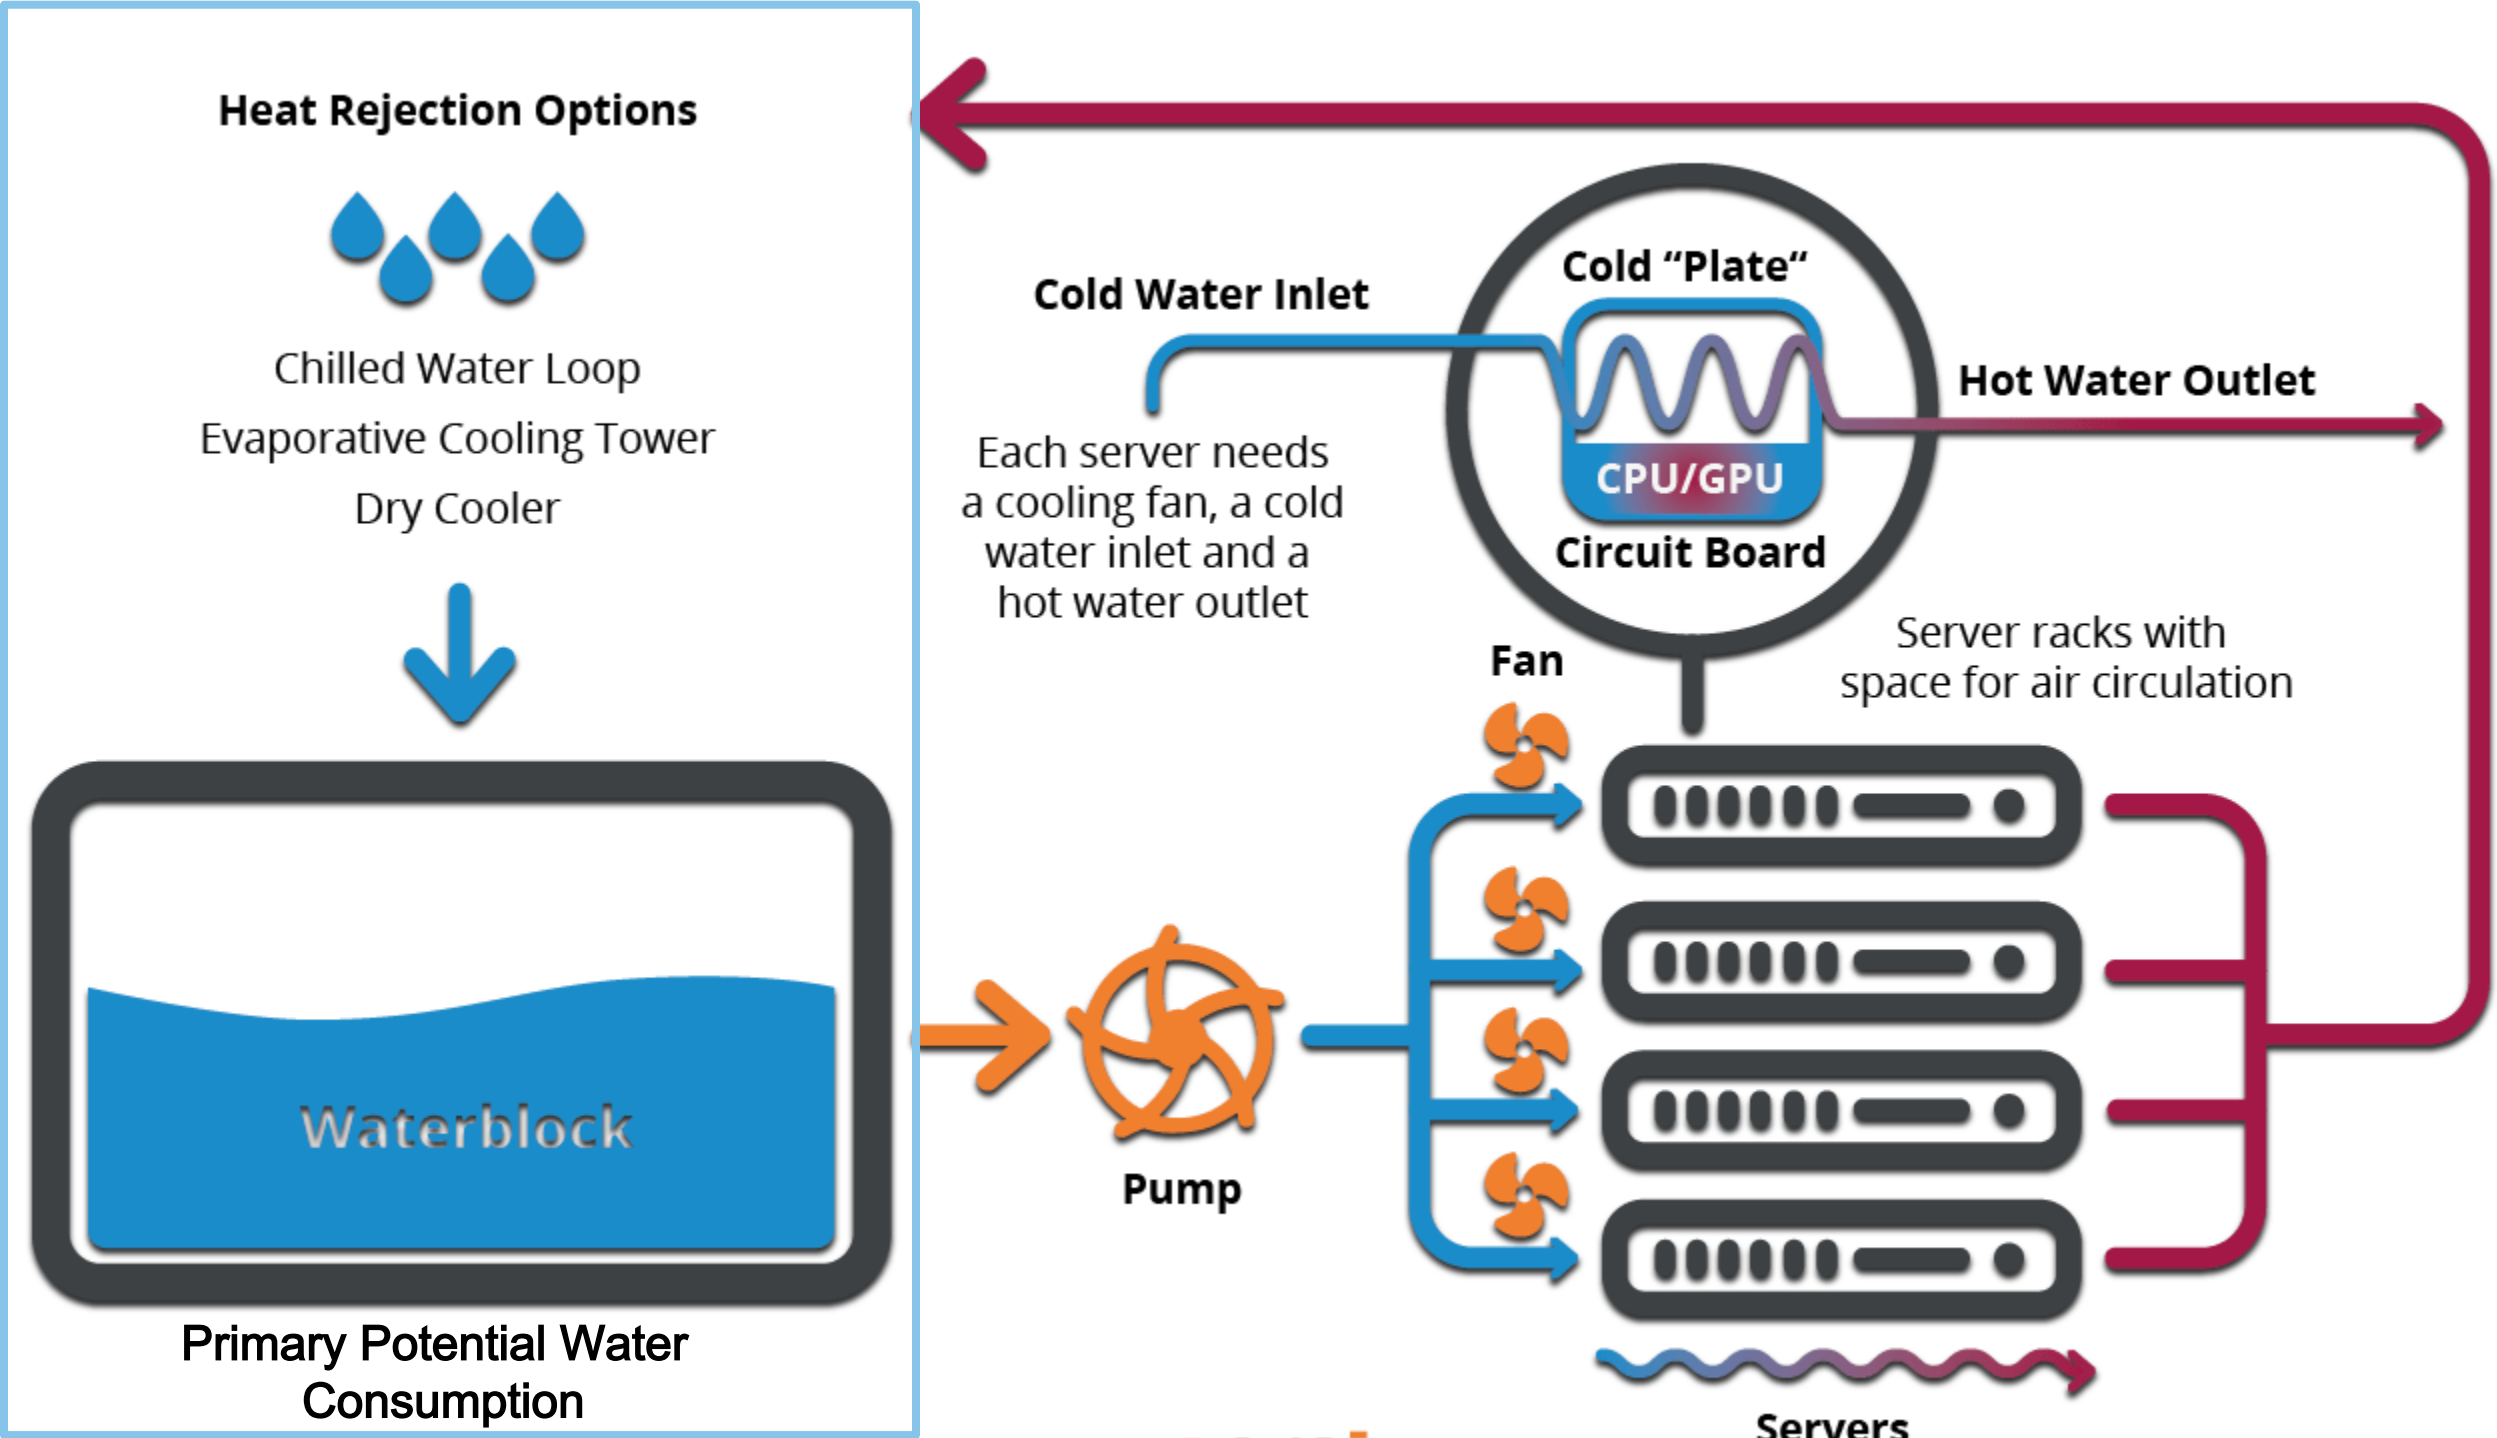 Heat Rejection Options
Chilled Water Loop
Evaporative Cooling Tower
Dry Cooler
Waterblock
Primary Potential Water
Consumption
Cold Water Inlet
Each server needs
a cooling fan, a cold
water inlet and a
hot water outlet
Cold “Plate“
CPU/GPU
Circuit Board
Hot Water Outlet
Server racks with
space for air circulation
Fan
Pump
Servers